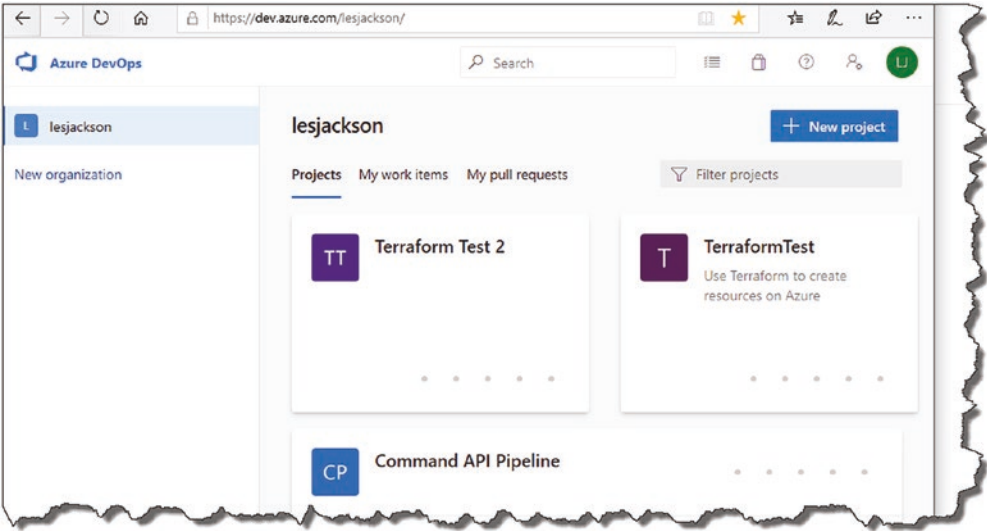 https://dev.azure.com/lesjackson/
Azure DevOps
Search
LJ
L lesjackson
New organization
lesjackson
+ New project
Projects My work items My pull requests
Filter projects
TT Terraform Test 2
T TerraformTest
Use Terraform to create
resources on Azure
CP Command API Pipeline